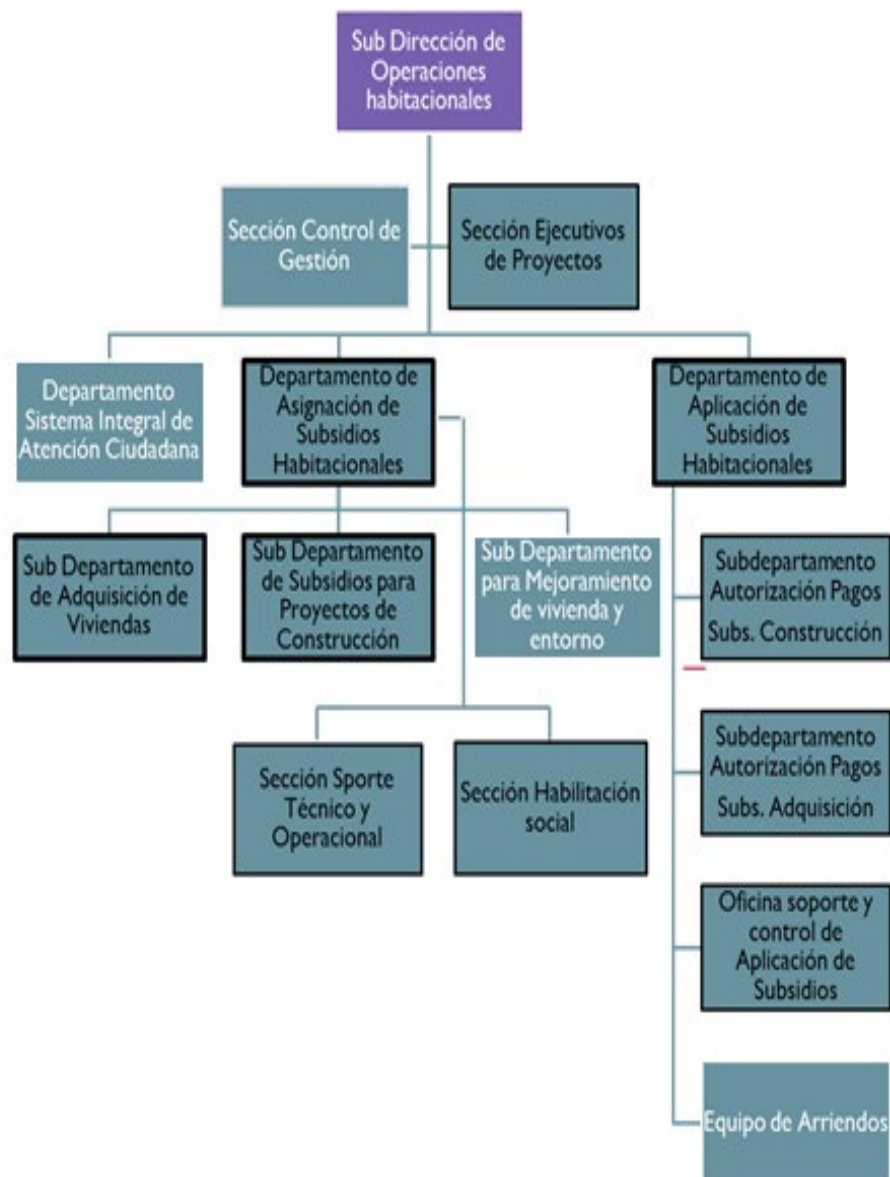 Sub Dirección de
Operaciones
habitacionales
Sección Control de
Gestión
Sección Ejecutivos
de Proyectos
Departamento
Sistema Integral de
Atención Ciudadana
Departamento de
Asignación de
Subsidios
Habitacionales
Departamento de
Aplicación de
Subsidios
Habitacionales
Sub Departamento
de Adquisición de
Viviendas
Sub Departamento
de Subsidios para
Proyectos de
Construcción
Sub Departamento
para Mejoramiento
de vivienda y
entorno
Subdepartamento
Autorización Pagos
Subs. Construcción
Sección Sporte
Técnico y
Operacional
Sección Habilitación
social
Subdepartamento
Autorización Pagos
Subs. Adquisición
Oficina soporte y
control de
Aplicación de
Subsidios
Equipo de Arriendos